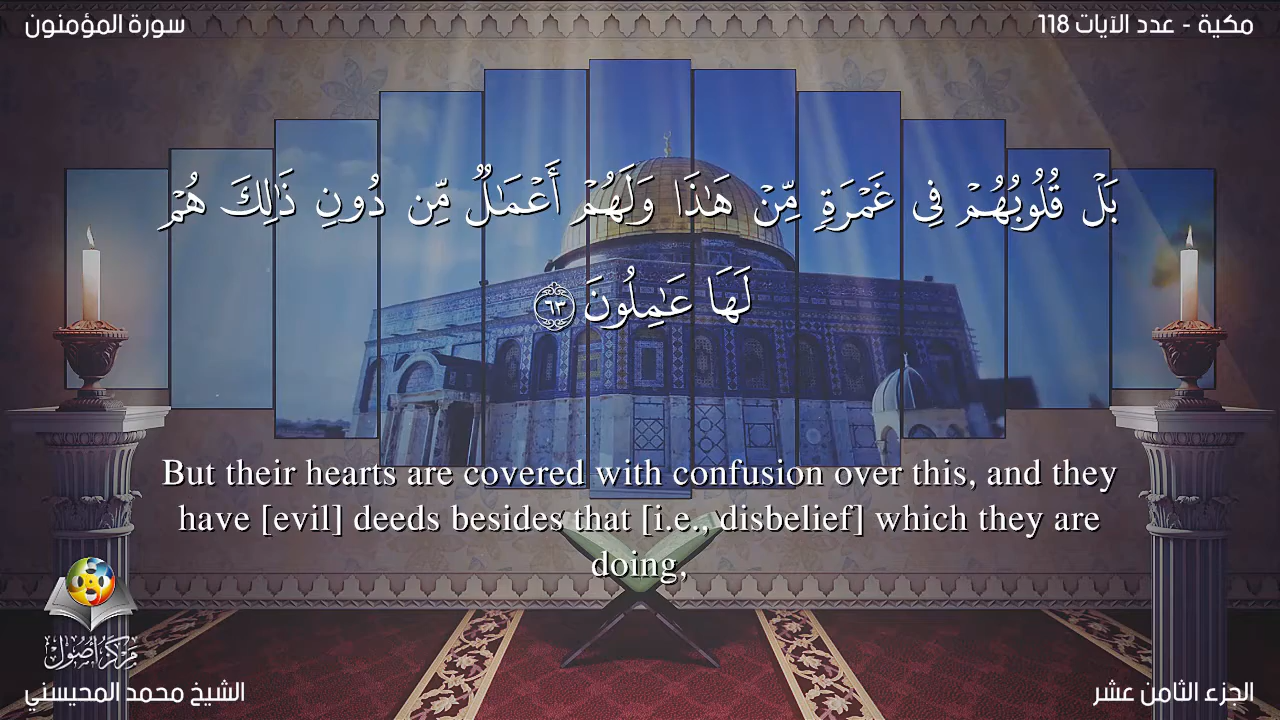 سورة المؤمنون
مكية - عدد الآيات 118
بَلْ قُلُوبُهُمْ فِى غَمْرَةٍ مِّنْ هَـٰذَا وَلَهُمْ أَعْمَـٰلٌ مِّن دُونِ ذَٰلِكَ هُمْ
لَهَا عَـٰمِلُونَ ٦٣
But their hearts are covered with confusion over this, and they
have [evil] deeds besides that [i.e., disbelief] which they are
doing,
مركز أصول
الشيخ محمد المحيسني
الجزء الثامن عشر